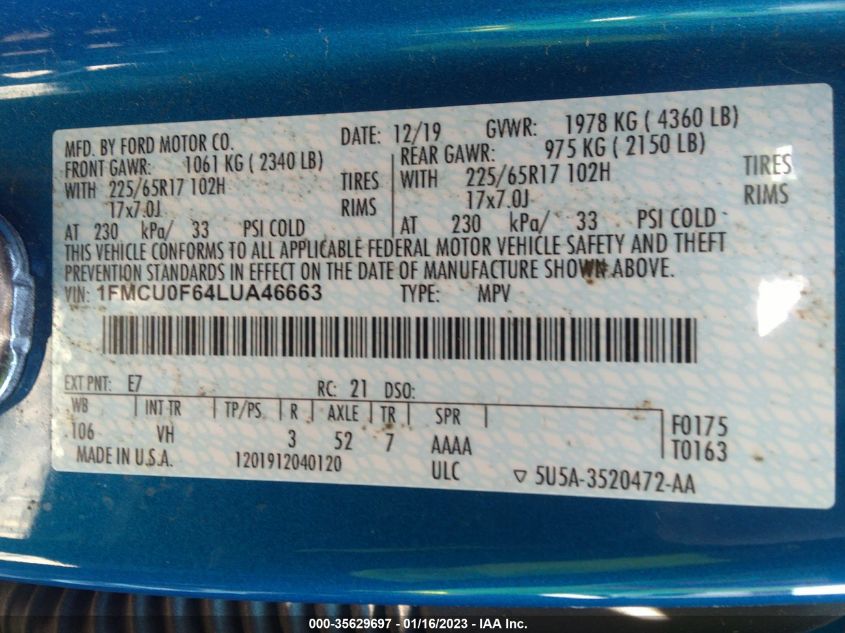 MFD. BY FORD MOTOR CO. DATE: 12/19 GVWR: 1978 KG ( 4360 LB)
FRONT GAWR: 1061 KG ( 2340 LB) REAR GAWR: 975 KG ( 2150 LB)
WITH 225/65R17 102H TIRES WITH 225/65R17 102H TIRES
17x7.0J RIMS 17x7.0J RIMS
AT 230 kPa/ 33 PSI COLD AT 230 kPa/ 33 PSI COLD
THIS VEHICLE CONFORMS TO ALL APPLICABLE FEDERAL MOTOR VEHICLE SAFETY AND THEFT
PREVENTION STANDARDS IN EFFECT ON THE DATE OF MANUFACTURE SHOWN ABOVE.
VIN: 1FMCU0F64LUA46663 TYPE: MPV
EXT PNT: E7 RC: 21 DSO:
WB INT TR TP/PS R AXLE TR SPR F0175
106 VH 3 52 7 AAAA T0163
MADE IN U.S.A. 1201912040120 ULC ▽ 5U5A-3520472-AA
000-35629697 - 01/16/2023 - IAA Inc.